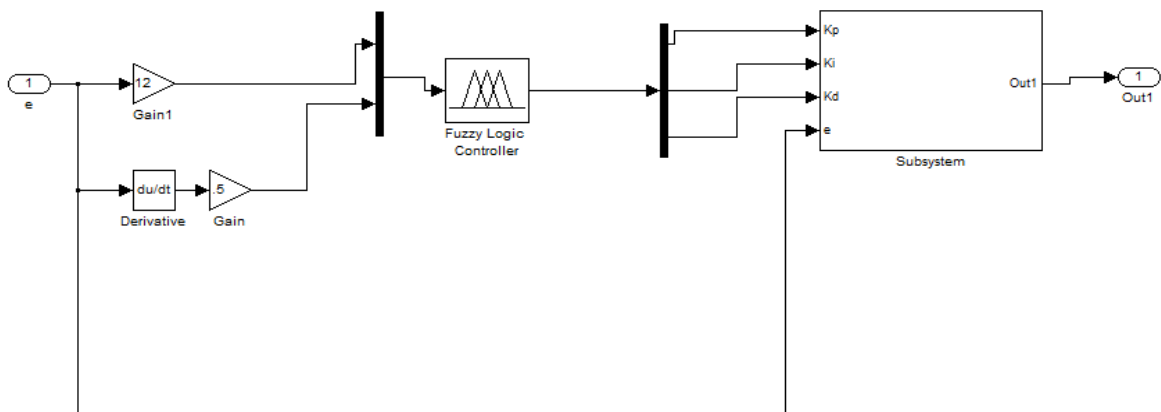 1
e
12
Gain1
du/dt
Derivative
.5
Gain
Fuzzy Logic
Controller
Kp
Ki
Kd
e
Out1
Subsystem
1
Out1